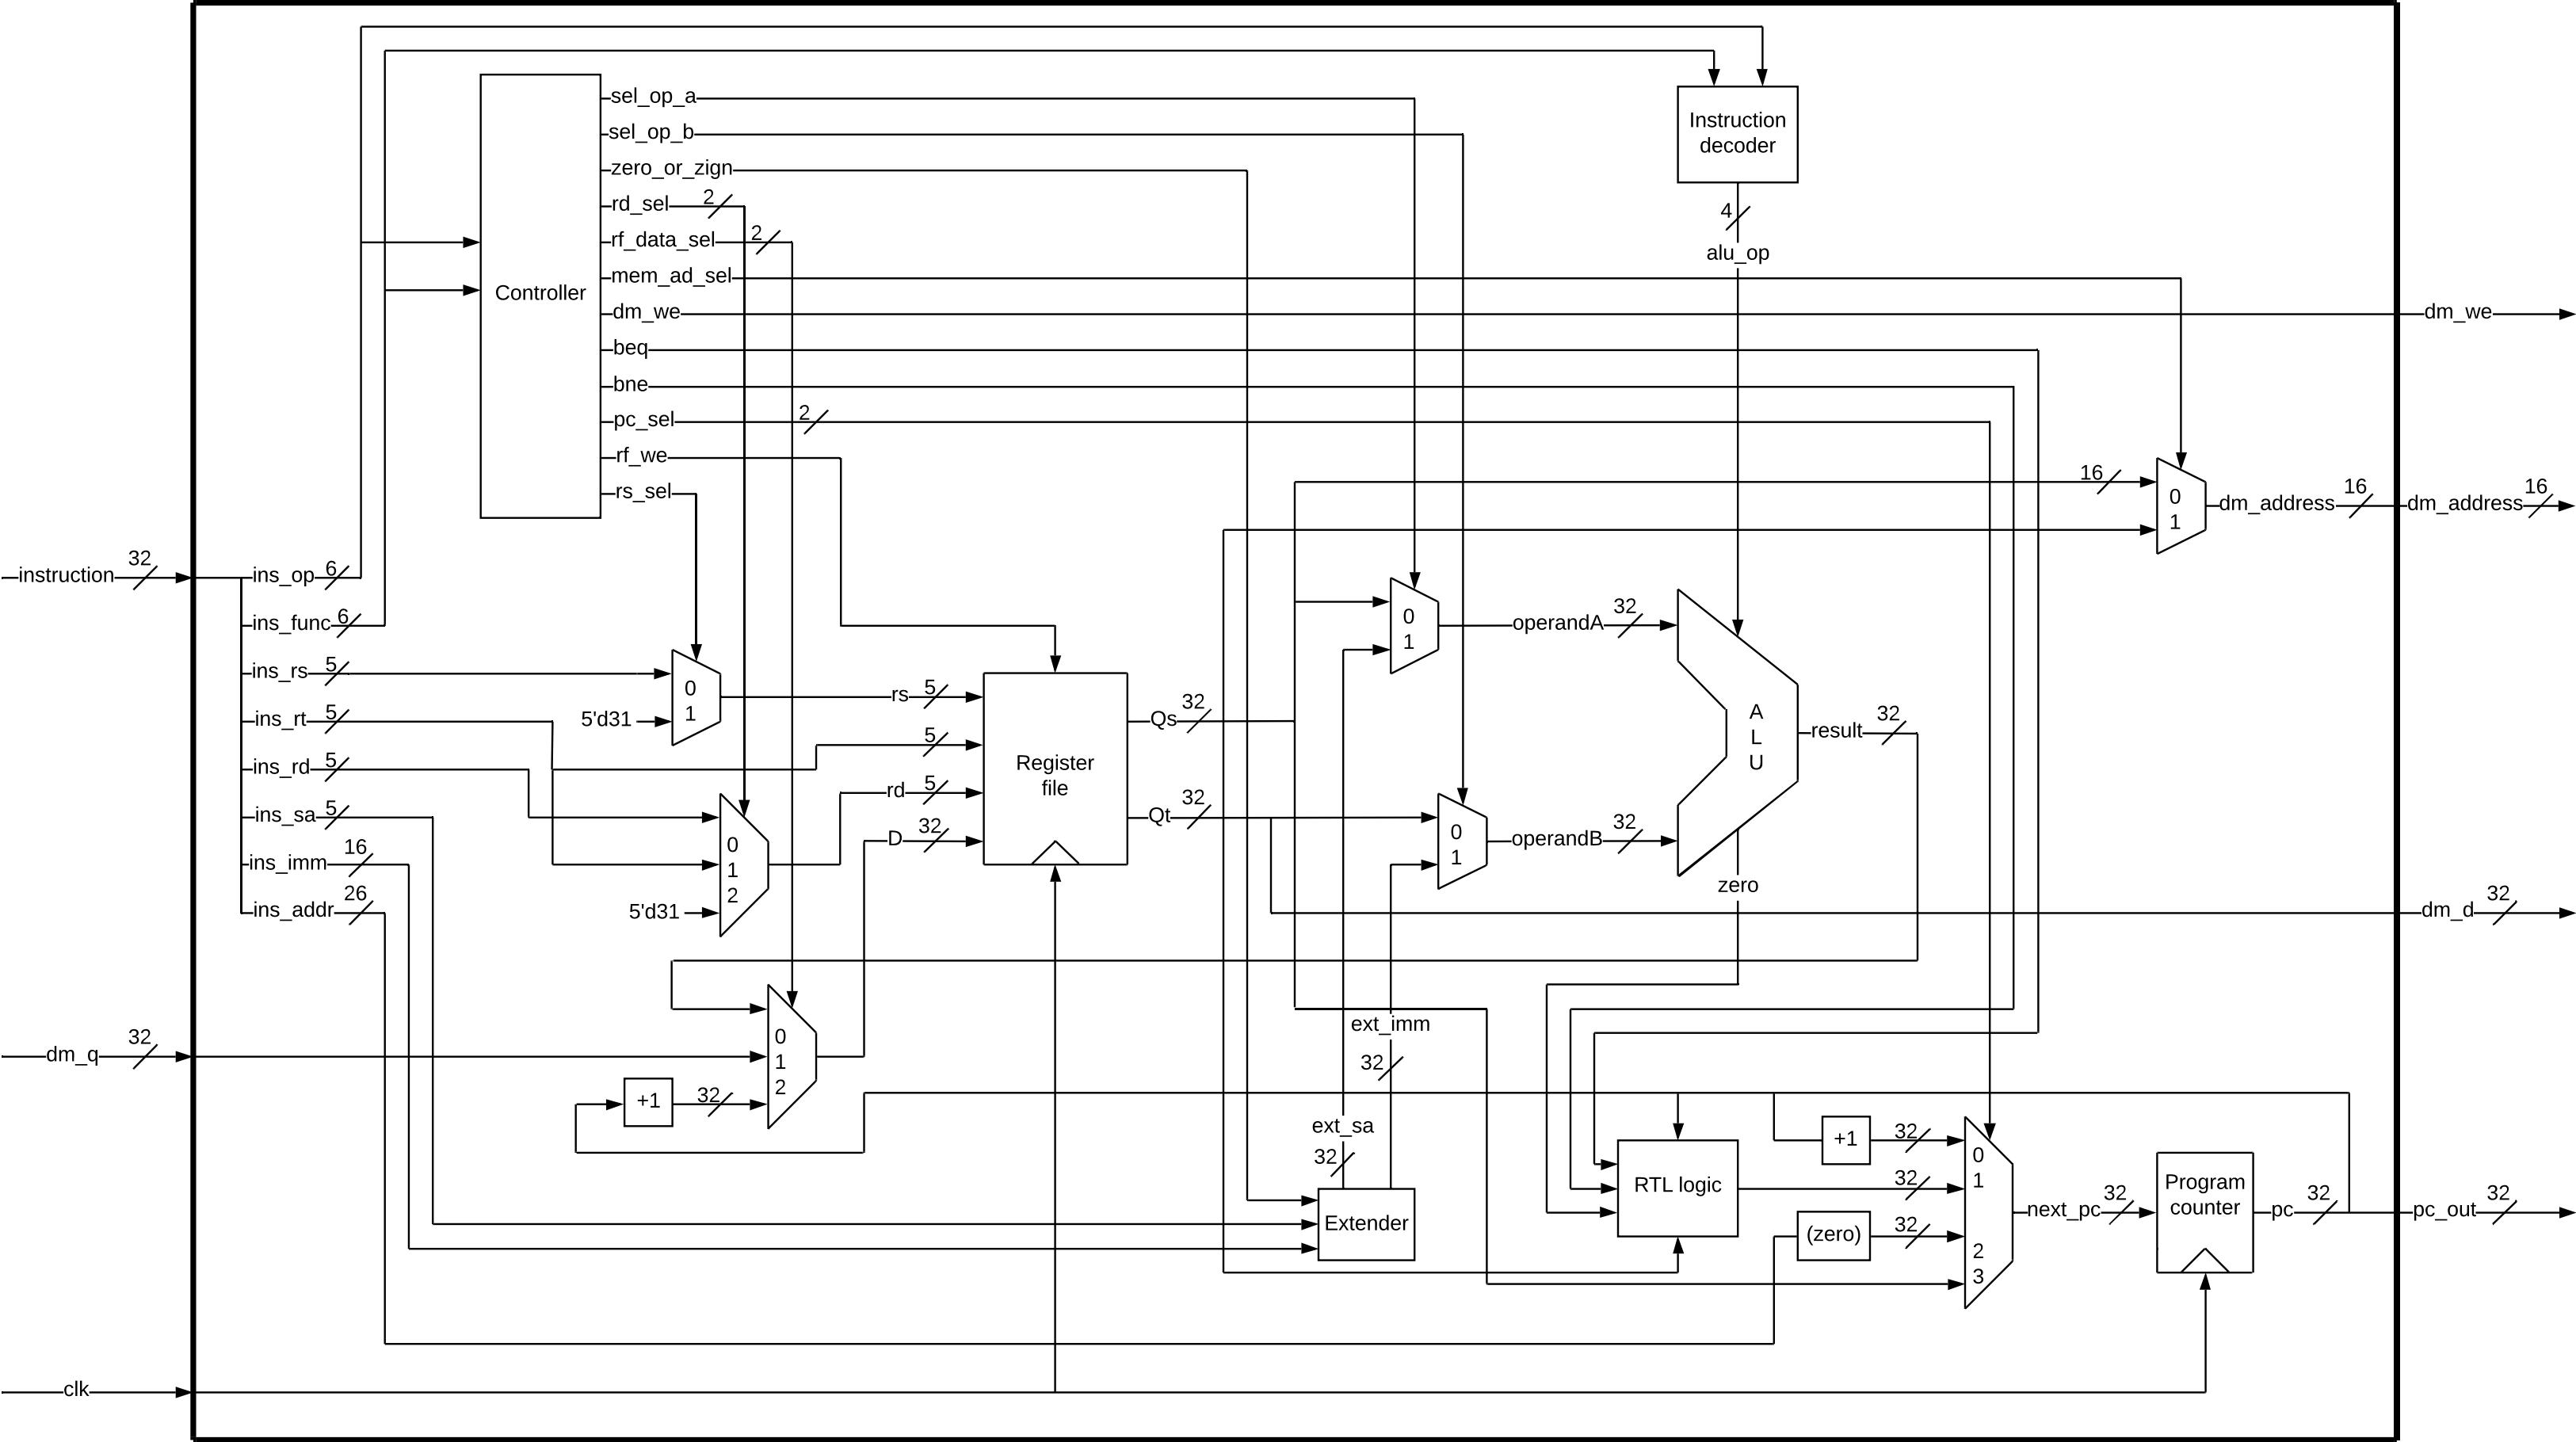 sel_op_a
sel_op_b
zero_or_zign
rd_sel
2
rf_data_sel
2
mem_ad_sel
dm_we
beq
bne
pc_sel
2
rf_we
rs_sel
Controller
Instruction
decoder
4
alu_op
dm_we
16
0
1
dm_address
16
dm_address
16
instruction
32
ins_op
6
ins_func
6
ins_rs
5
ins_rt
5
ins_rd
5
ins_sa
5
ins_imm
16
ins_addr
26
0
1
5'd31
rs
5
5
rd
5
D
32
Register
file
Qs
32
Qt
32
0
1
2
5'd31
0
1
operandA
32
0
1
operandB
32
A
L
U
result
32
zero
dm_d
32
dm_q
32
0
1
2
+1
32
ext_imm
32
ext_sa
32
Extender
RTL logic
+1
32
32
(zero)
32
0
1
2
3
next_pc
32
Program
counter
pc
32
pc_out
32
clk